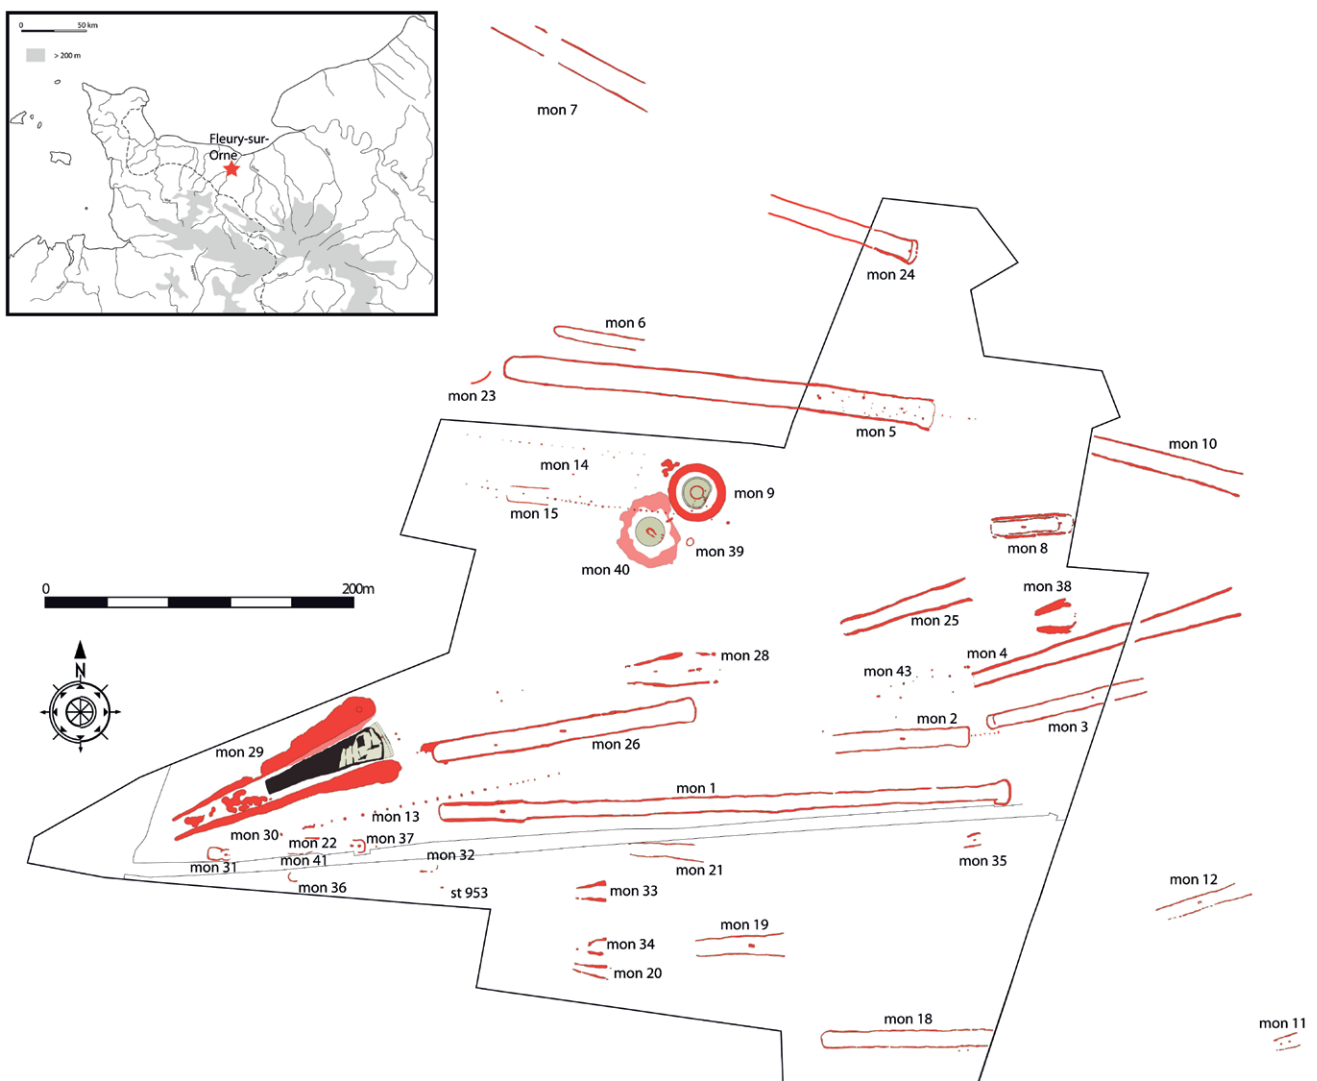 0 50 km
> 200 m
Fleury-sur-
Orne
mon 7
mon 24
mon 6
mon 23
mon 5
mon 10
mon 14
mon 9
mon 15
mon 8
mon 39
mon 40
0 200m
mon 38
mon 25
N
mon 4
mon 28
mon 43
mon 2
mon 3
mon 26
mon 29
mon 1
mon 13
mon 30
mon 22
mon 37
mon 31
mon 41
mon 32
mon 35
mon 21
mon 36
st 953
mon 33
mon 12
mon 19
mon 34
mon 20
mon 18
mon 11